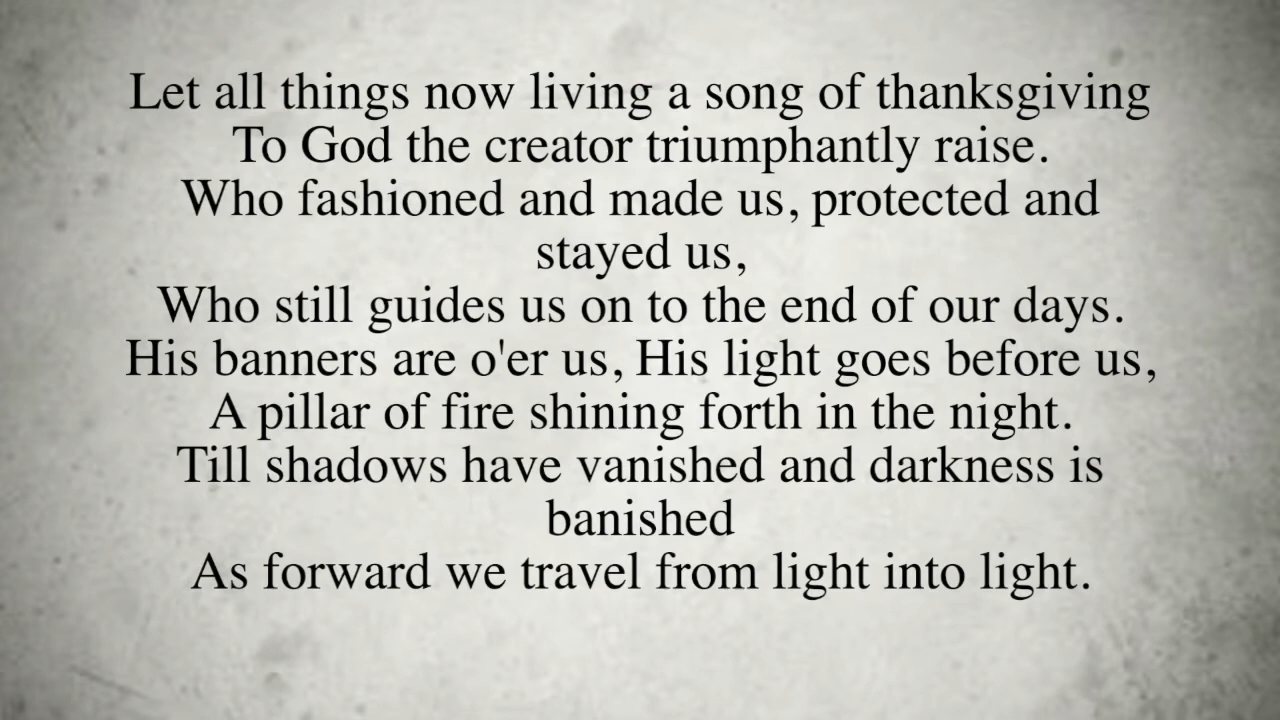 Let all things now living a song of thanksgiving
To God the creator triumphantly raise.
Who fashioned and made us, protected and
stayed us,
Who still guides us on to the end of our days.
His banners are o'er us, His light goes before us,
A pillar of fire shining forth in the night.
Till shadows have vanished and darkness is
banished
As forward we travel from light into light.